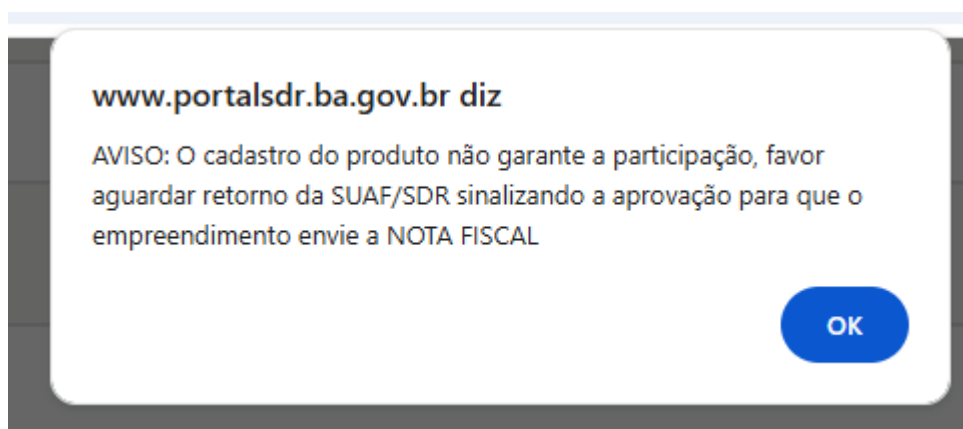 www.portalsdr.ba.gov.br diz
AVISO: O cadastro do produto não garante a participação, favor
aguardar retorno da SUAF/SDR sinalizando a aprovação para que o
empreendimento envie a NOTA FISCAL
OK